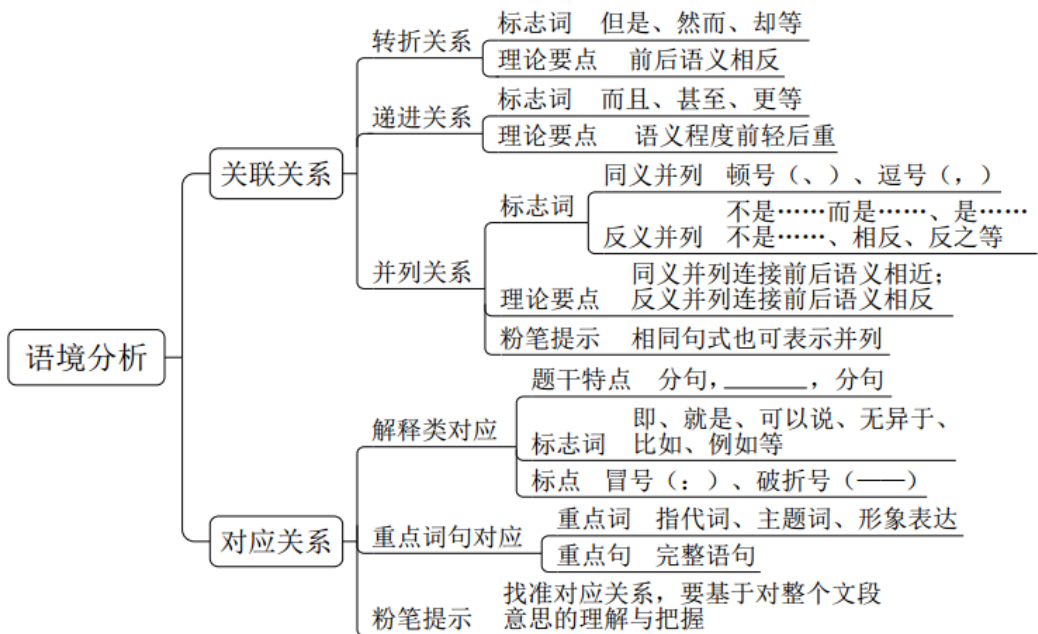 语境分析
关联关系
转折关系
标志词 但是、然而、却等
理论要点 前后语义相反
递进关系
标志词 而且、甚至、更等
理论要点 语义程度前轻后重
并列关系
标志词
同义并列 顿号（、）、逗号（，）
反义并列 不是……而是……、是……
不是……、相反、反之等
理论要点 同义并列连接前后语义相近；
反义并列连接前后语义相反
粉笔提示 相同句式也可表示并列
对应关系
解释类对应
题干特点 分句，______，分句
标志词 即、就是、可以说、无异于、
比如、例如等
标点 冒号（：）、破折号（——）
重点词句对应
重点词 指代词、主题词、形象表达
重点句 完整语句
粉笔提示 找准对应关系，要基于对整个文段
意思的理解与把握